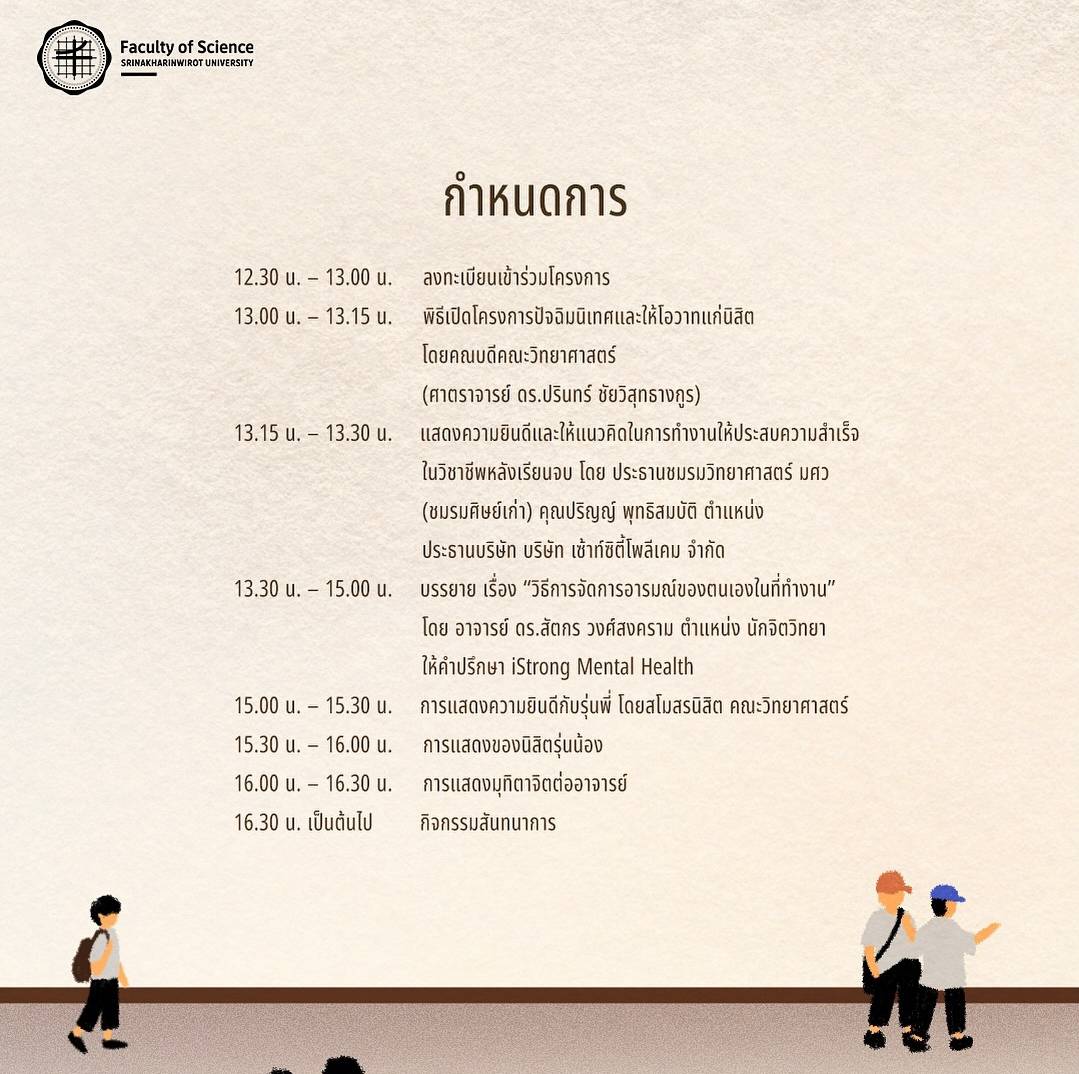 Faculty of Science
SRINAKHARINWIROT UNIVERSITY
กำหนดการ
12.30 น. – 13.00 น. ลงทะเบียนเข้าร่วมโครงการ
13.00 น. – 13.15 น. พิธีเปิดโครงการปัจฉิมนิเทศและให้โอวาทแก่นิสิต
โดยคณบดีคณะวิทยาศาสตร์
(ศาตราจารย์ ดร.ปรินทร์ ชัยวิสุทธางกูร)
13.15 น. – 13.30 น. แสดงความยินดีและให้แนวคิดในการทำงานให้ประสบความสำเร็จ
ในวิชาชีพหลังเรียนจบ โดย ประธานชมรมวิทยาศาสตร์ มศว
(ชมรมศิษย์เก่า) คุณปริญญ์ พุทธิสมบัติ ตำแหน่ง
ประธานบริษัท บริษัท เซ้าท์ซิตี้โพลีเคม จำกัด
13.30 น. – 15.00 น. บรรยาย เรื่อง “วิธีการจัดการอารมณ์ของตนเองในที่ทำงาน”
โดย อาจารย์ ดร.สัตกร วงศ์สงคราม ตำแหน่ง นักจิตวิทยา
ให้คำปรึกษา iStrong Mental Health
15.00 น. – 15.30 น. การแสดงความยินดีกับรุ่นพี่ โดยสโมสรนิสิต คณะวิทยาศาสตร์
15.30 น. – 16.00 น. การแสดงของนิสิตรุ่นน้อง
16.00 น. – 16.30 น. การแสดงมุทิตาจิตต่ออาจารย์
16.30 น. เป็นต้นไป กิจกรรมสันทนาการ